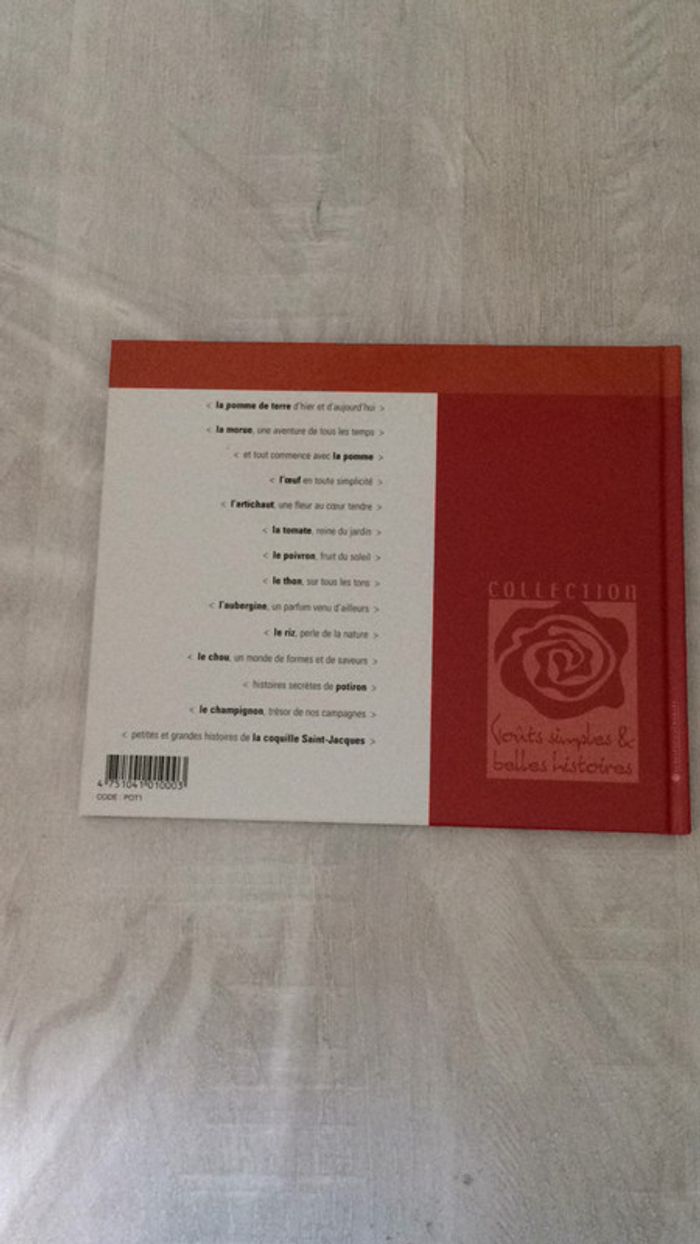 < la pomme de terre d'hier et d'aujourd'hui >
< la morue, une aventure de tous les temps >
< et tout commence avec la pomme >
< l'œuf en toute simplicité >
< l'artichaut, une fleur au cœur tendre >
< la tomate, reine du jardin >
< le poivron, fruit du soleil >
< le thon, sur tous les tons >
< l'aubergine, un parfum venu d'ailleurs >
< le riz, perle de la nature >
< le chou, un monde de formes et de saveurs >
< histoires secrètes de potiron >
< le champignon, trésor de nos campagnes >
< petites et grandes histoires de la coquille Saint-Jacques >
4 751041 010003
CODE : POT1
COLLECTION
Goûts simples &
belles histoires